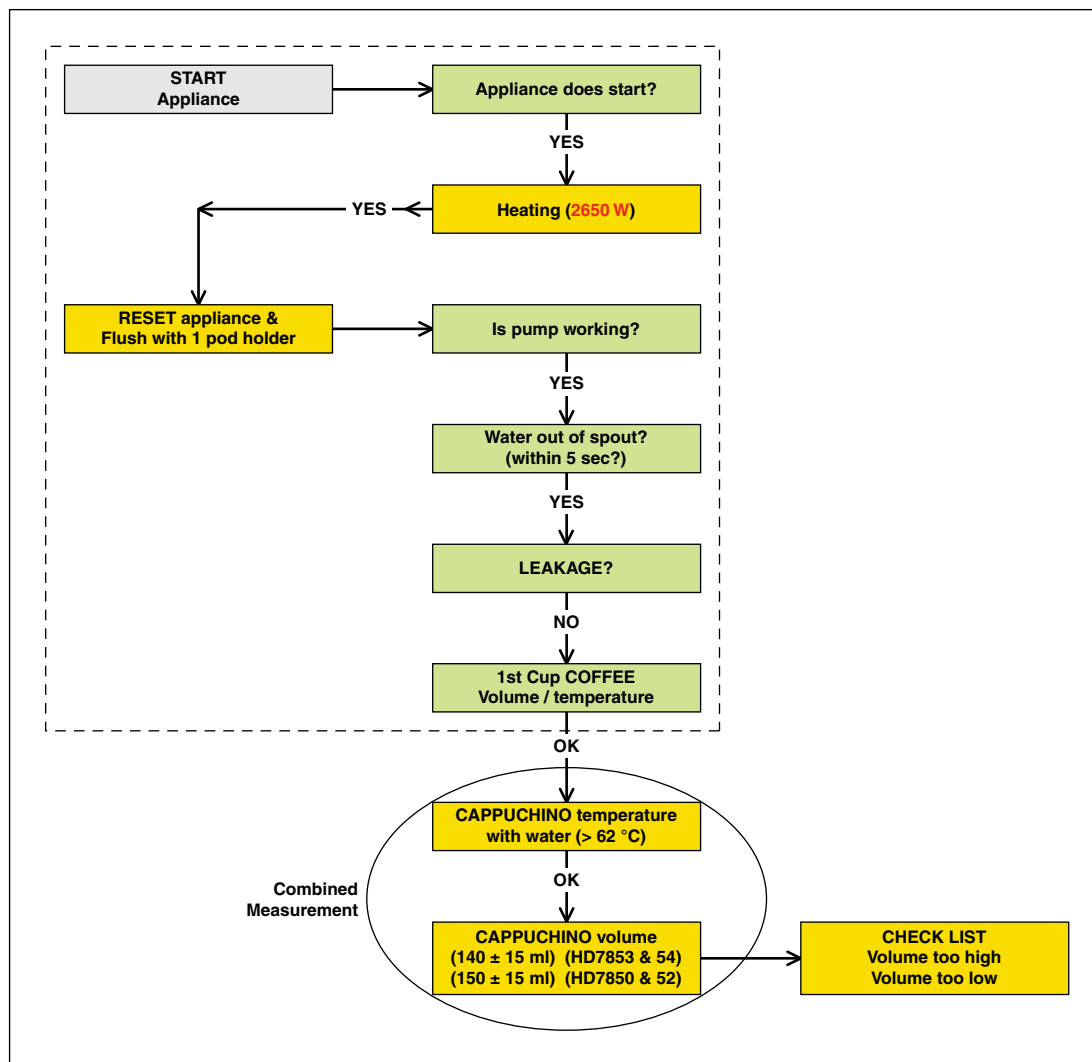 START
Appliance
Appliance does start?
YES
Heating (2650 W)
YES
RESET appliance &
Flush with 1 pod holder
Is pump working?
YES
Water out of spout?
(within 5 sec?)
YES
LEAKAGE?
NO
1st Cup COFFEE
Volume / temperature
OK
CAPPUCHINO temperature
with water (> 62 °C)
OK
Combined
Measurement
CAPPUCHINO volume
(140 ± 15 ml) (HD7853 & 54)
(150 ± 15 ml) (HD7850 & 52)
CHECK LIST
Volume too high
Volume too low